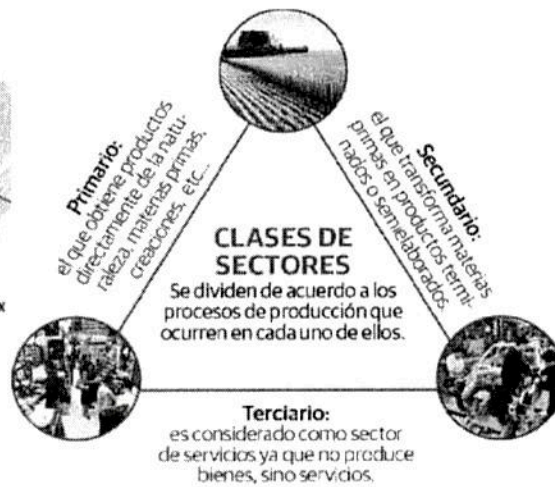 Primario:
el que obtiene productos
directamente de la natu-
raleza, materias primas,
creaciones, etc...
Secundario:
el que transforma materias
primas en productos termi-
nados o semielaborados.
CLASES DE
SECTORES
Se dividen de acuerdo a los
procesos de producción que
ocurren en cada uno de ellos.
x
Terciario:
es considerado como sector
de servicios ya que no produce
bienes, sino servicios.